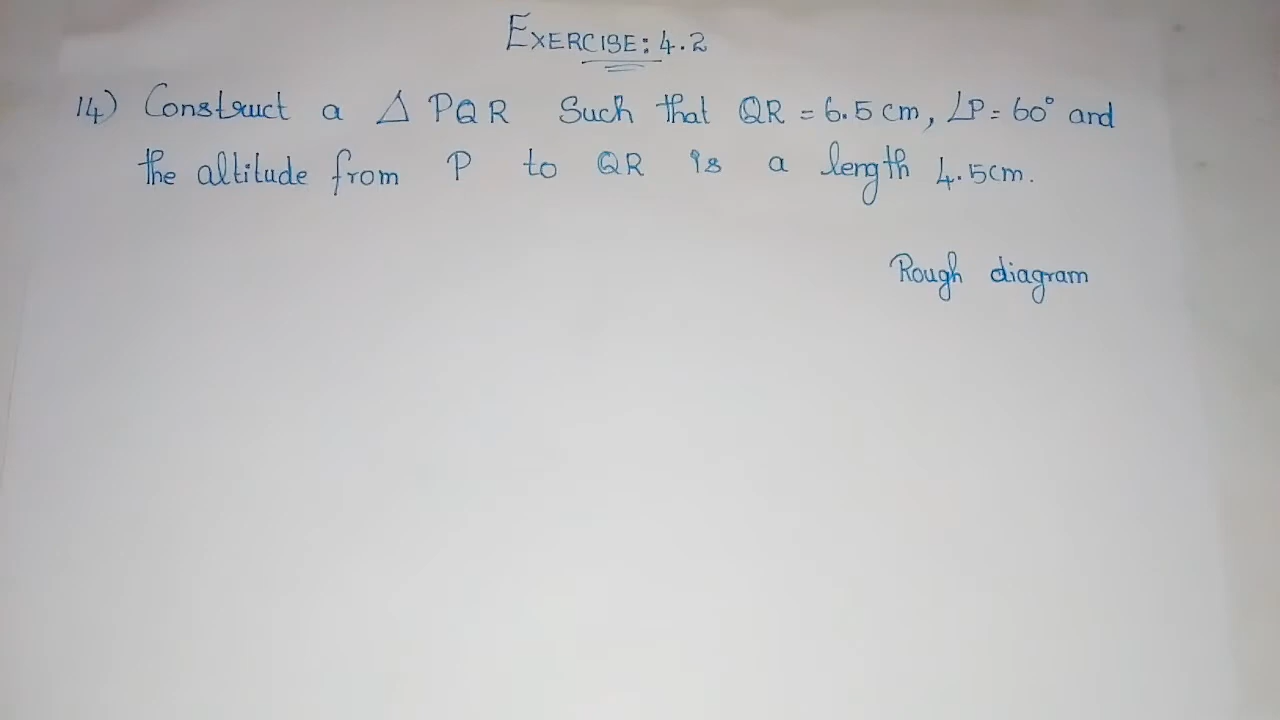 EXERCISE: 4.2
14) Construct a △ PQR Such that QR = 6.5 cm, ∠P = 60° and
the altitude from P to QR is a length 4.5cm.
Rough diagram